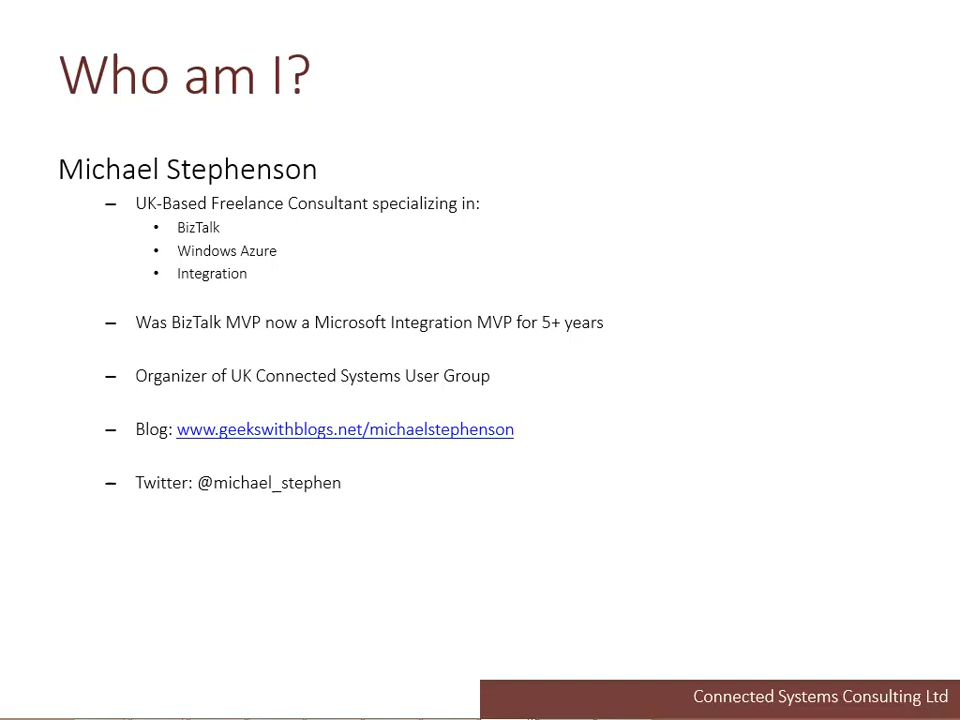 Who am I?
Michael Stephenson
– UK-Based Freelance Consultant specializing in:
• BizTalk
• Windows Azure
• Integration
– Was BizTalk MVP now a Microsoft Integration MVP for 5+ years
– Organizer of UK Connected Systems User Group
– Blog: www.geekswithblogs.net/michaelstephenson
– Twitter: @michael_stephen
Connected Systems Consulting Ltd